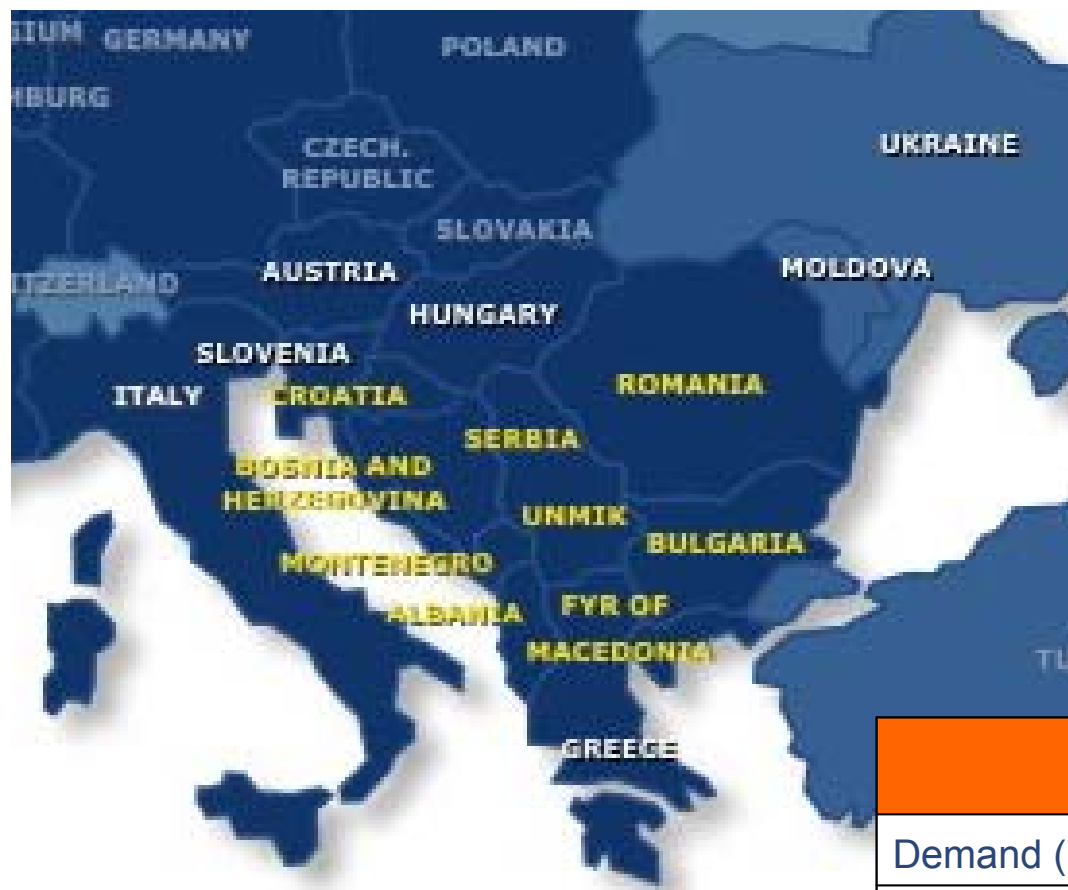 GERMANY
POLAND
CZECH.
REPUBLIC
UKRAINE
SLOVAKIA
AUSTRIA
MOLDOVA
HUNGARY
SLOVENIA
ITALY
CROATIA
ROMANIA
SERBIA
BOSNIA AND
HERZEGOVINA
UNMIK
BULGARIA
MONTENEGRO
ALBANIA
FYR OF
MACEDONIA
GREECE
Demand (